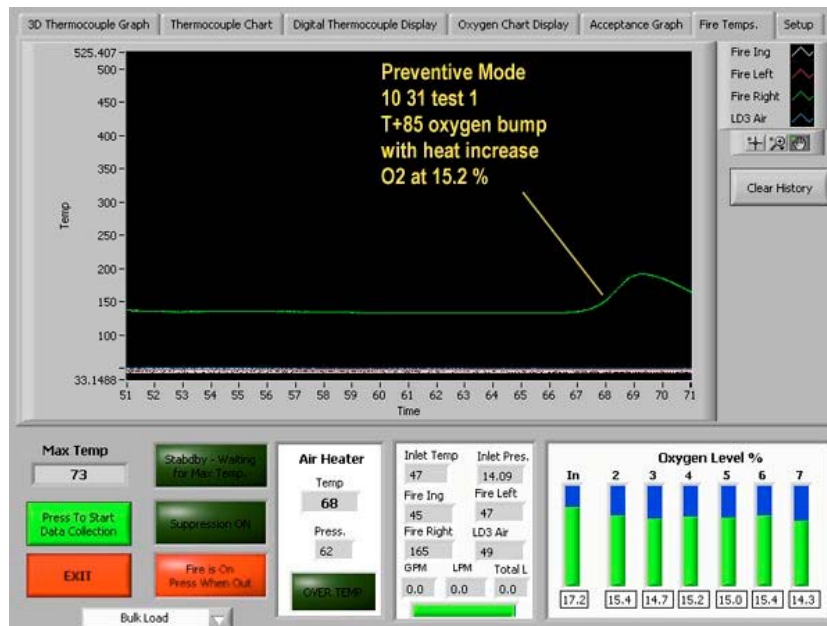 3D Thermocouple Graph
Thermocouple Chart
Digital Thermocouple Display
Oxygen Chart Display
Acceptance Graph
Fire Temps.
Setup
525.407
500
450
400
350
300
250
200
150
100
33.1488
Temp
Preventive Mode
10 31 test 1
T+85 oxygen bump
with heat increase
O2 at 15.2 %
51 52 53 54 55 56 57 58 59 60 61 62 63 64 65 66 67 68 69 70 71
Time
Fire Ing
Fire Left
Fire Right
LD3 Air
Clear History
Max Temp
73
Press To Start
Data Collection
EXIT
Stabdby - Waiting
for Max Temp.
Suppression ON
Fire is On
Press When Out
Bulk Load
Air Heater
Temp
68
Press.
62
OVER TEMP
Inlet Temp Inlet Pres.
47 14.09
Fire Ing Fire Left
45 47
Fire Right LD3 Air
165 49
GPM LPM Total L
0.0 0.0 0.0
Oxygen Level %
In 2 3 4 5 6 7
17.2 15.4 14.7 15.2 15.0 15.4 14.3